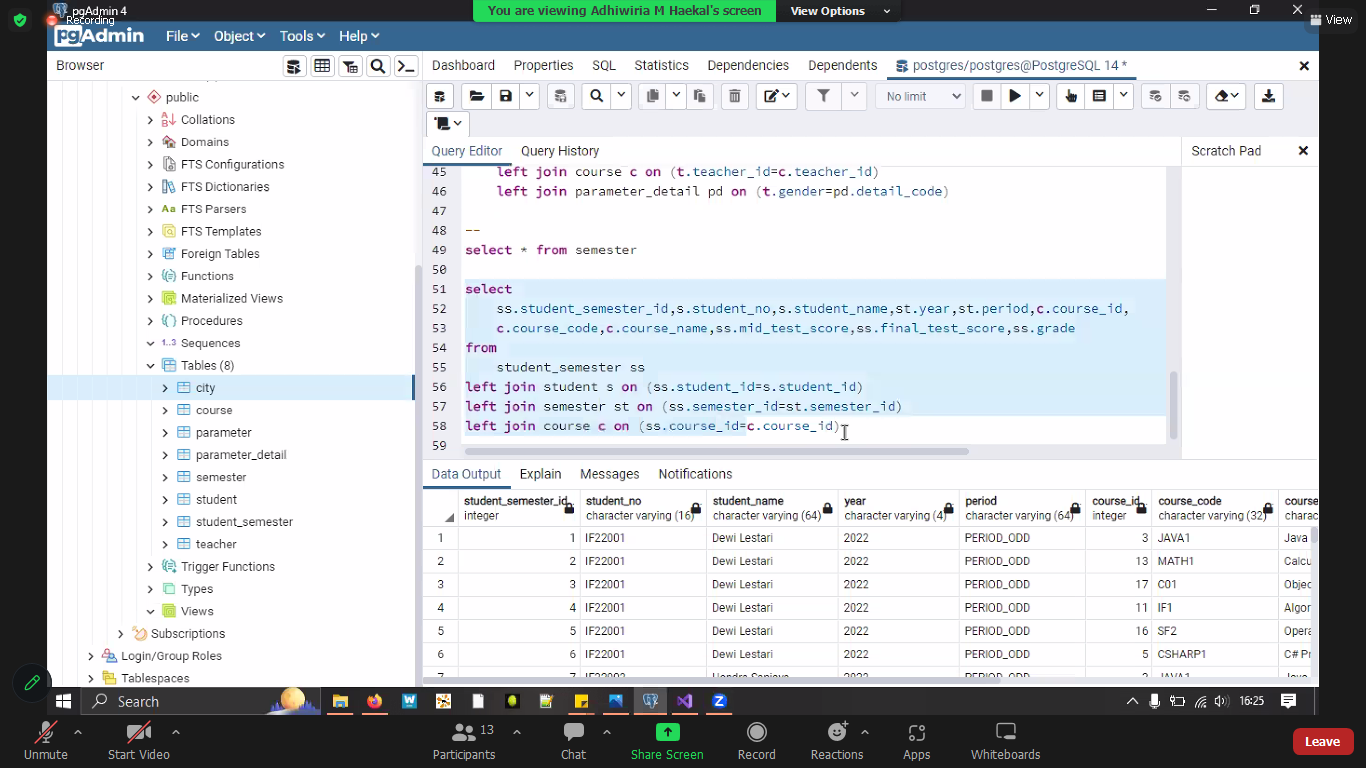 pgAdmin 4
Recording
You are viewing Adhiwiria M Haekal's screen
View Options
View
pgAdmin
File Object Tools Help
Browser
Dashboard Properties SQL Statistics Dependencies Dependents postgres/postgres@PostgreSQL 14 *
No limit
Query Editor Query History
Scratch Pad
public
Collations
Domains
FTS Configurations
FTS Dictionaries
FTS Parsers
FTS Templates
Foreign Tables
Functions
Materialized Views
Procedures
1..3 Sequences
Tables (8)
city
course
parameter
parameter_detail
semester
student
student_semester
teacher
Trigger Functions
Types
Views
Subscriptions
Login/Group Roles
Tablespaces
45 left join course c on (t.teacher_id=c.teacher_id)
46 left join parameter_detail pd on (t.gender=pd.detail_code)
47
48 --
49 select * from semester
50
51 select
52 ss.student_semester_id,s.student_no,s.student_name,st.year,st.period,c.course_id,
53 c.course_code,c.course_name,ss.mid_test_score,ss.final_test_score,ss.grade
54 from
55 student_semester ss
56 left join student s on (ss.student_id=s.student_id)
57 left join semester st on (ss.semester_id=st.semester_id)
58 left join course c on (ss.course_id=c.course_id)
59
Data Output Explain Messages Notifications
student_semester_id student_no student_name year period course_id course_code course
integer character varying (16) character varying (64) character varying (4) character varying (64) integer character varying (32) charac
1 1 IF22001 Dewi Lestari 2022 PERIOD_ODD 3 JAVA1 Java
2 2 IF22001 Dewi Lestari 2022 PERIOD_ODD 13 MATH1 Calcu
3 3 IF22001 Dewi Lestari 2022 PERIOD_ODD 17 C01 Objec
4 4 IF22001 Dewi Lestari 2022 PERIOD_ODD 11 IF1 Algor
5 5 IF22001 Dewi Lestari 2022 PERIOD_ODD 16 SF2 Opera
6 6 IF22001 Dewi Lestari 2022 PERIOD_ODD 5 CSHARP1 C# Pr
Search
16:25
Unmute Start Video 13 Participants Chat Share Screen Record Reactions Apps Whiteboards Leave